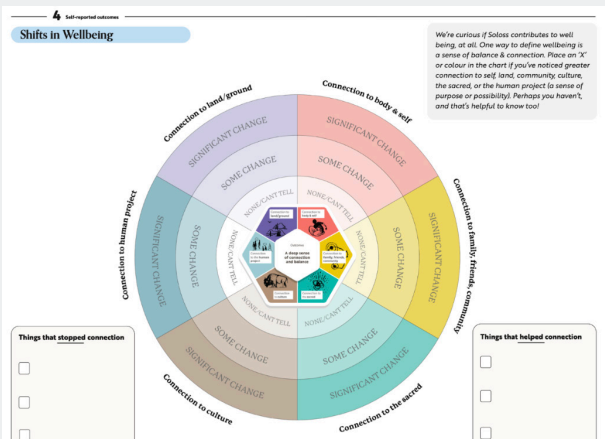 4 Self-reported outcomes
Shifts in Wellbeing
We're curious if Soloss contributes to well
being, at all. One way to define wellbeing is
a sense of balance & connection. Place an 'X'
or colour in the chart if you've noticed greater
connection to self, land, community, culture,
the sacred, or the human project (a sense of
purpose or possibility). Perhaps you haven't,
and that's helpful to know too!
Connection to land/ground
SIGNIFICANT CHANGE
SOME CHANGE
NONE/CANT TELL
Connection to body & self
SIGNIFICANT CHANGE
SOME CHANGE
NONE/CANT TELL
Connection to family, friends, community
SIGNIFICANT CHANGE
SOME CHANGE
NONE/CANT TELL
Connection to the sacred
SIGNIFICANT CHANGE
SOME CHANGE
NONE/CANT TELL
Connection to culture
SIGNIFICANT CHANGE
SOME CHANGE
NONE/CANT TELL
Connection to human project
SIGNIFICANT CHANGE
SOME CHANGE
NONE/CANT TELL
A deep sense
of connection
and balance
Things that stopped connection
Things that helped connection